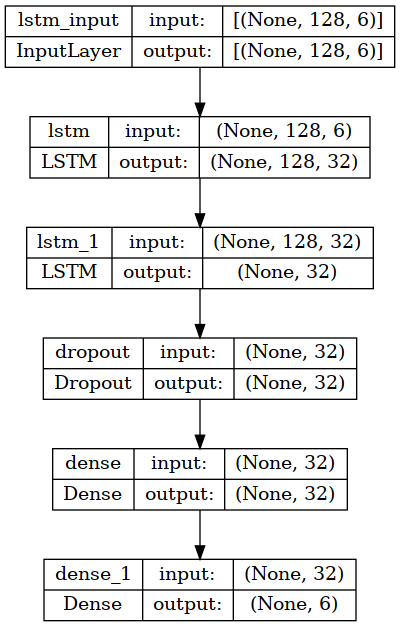 lstm_input input: [(None, 128, 6)]
InputLayer output: [(None, 128, 6)]
lstm input: (None, 128, 6)
LSTM output: (None, 128, 32)
lstm_1 input: (None, 128, 32)
LSTM output: (None, 32)
dropout input: (None, 32)
Dropout output: (None, 32)
dense input: (None, 32)
Dense output: (None, 32)
dense_1 input: (None, 32)
Dense output: (None, 6)